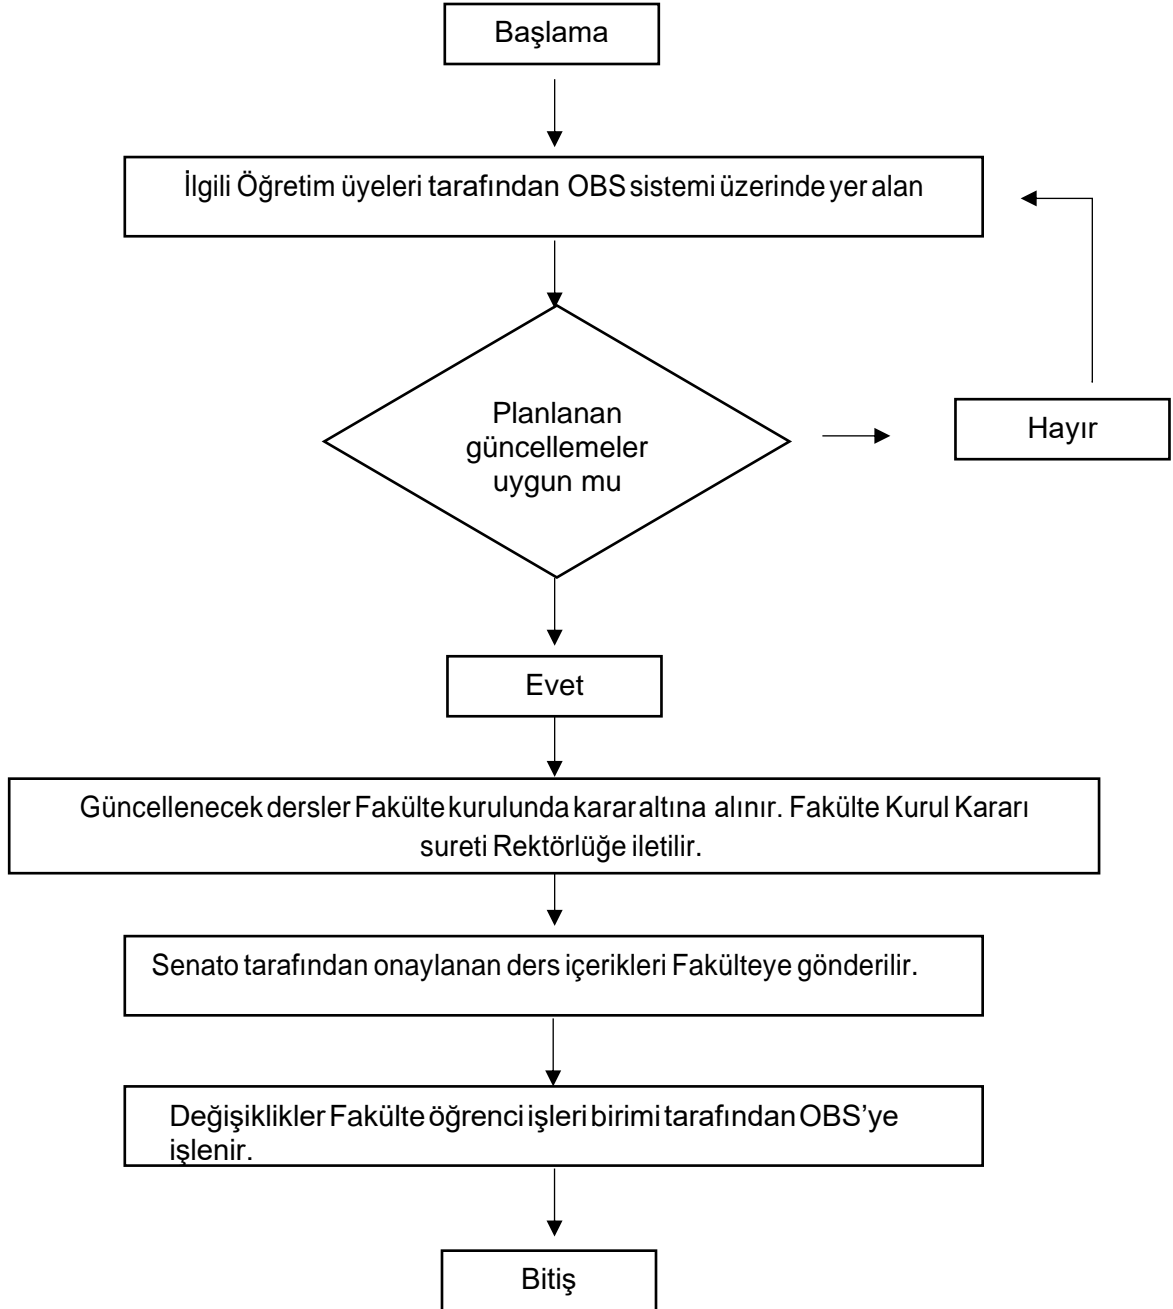 Başlama
İlgili Öğretim üyeleri tarafından OBS sistemi üzerinde yer alan
Planlanan
güncellemeler
uygun mu
Hayır
Evet
Güncellenecek dersler Fakülte kurulunda karar altına alınır. Fakülte Kurul Kararı
sureti Rektörlüğe iletilir.
Senato tarafından onaylanan ders içerikleri Fakülteye gönderilir.
Değişiklikler Fakülte öğrenci işleri birimi tarafından OBS’ye
işlenir.
Bitiş